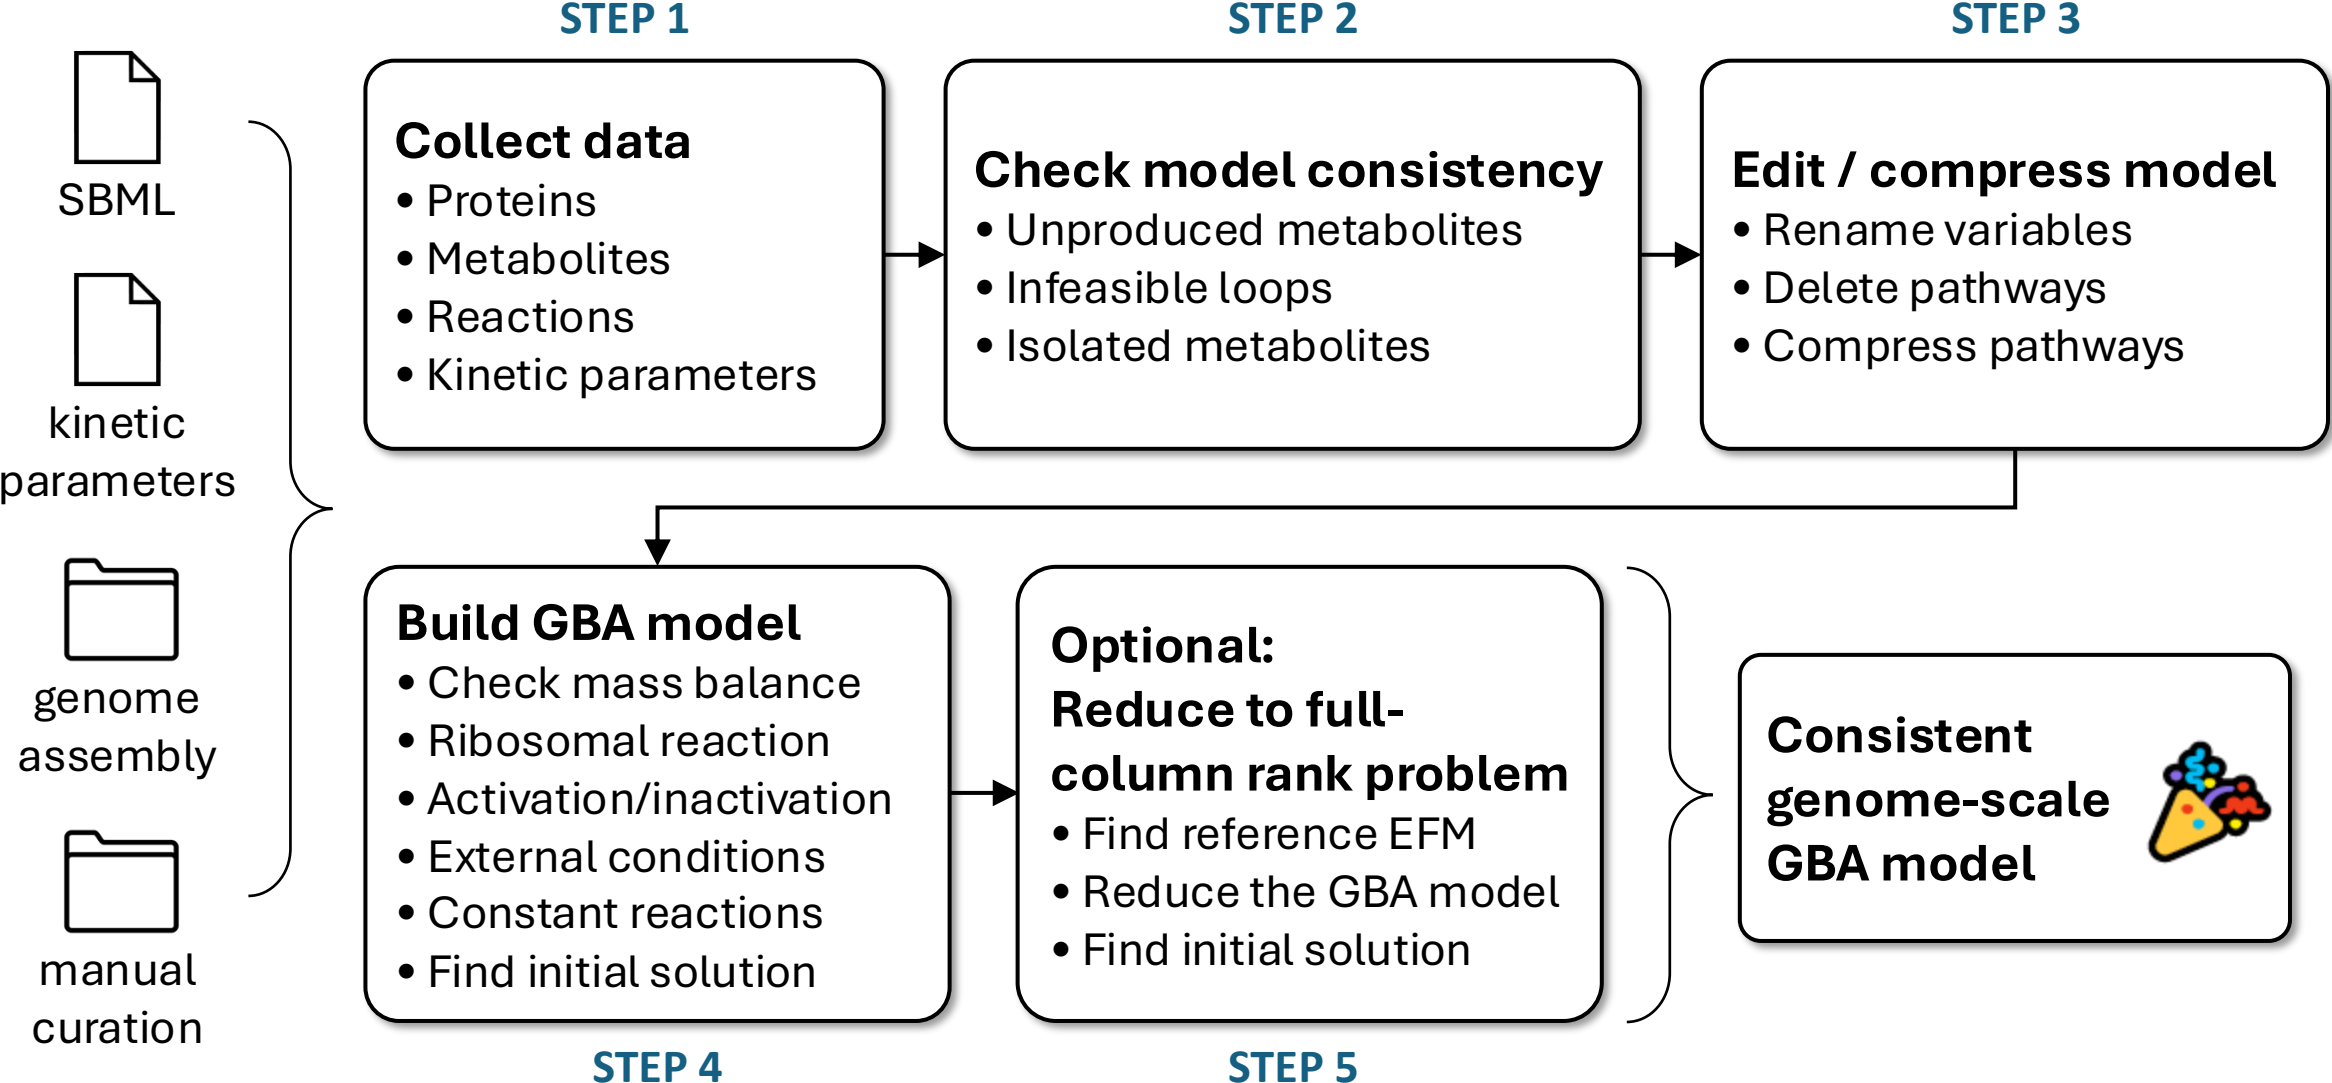 SBML
kinetic
parameters
genome
assembly
manual
curation
STEP 1
Collect data
• Proteins
• Metabolites
• Reactions
• Kinetic parameters
STEP 2
Check model consistency
• Unproduced metabolites
• Infeasible loops
• Isolated metabolites
STEP 3
Edit / compress model
• Rename variables
• Delete pathways
• Compress pathways
Build GBA model
• Check mass balance
• Ribosomal reaction
• Activation/inactivation
• External conditions
• Constant reactions
• Find initial solution
STEP 4
Optional:
Reduce to full-
column rank problem
• Find reference EFM
• Reduce the GBA model
• Find initial solution
STEP 5
Consistent
genome-scale
GBA model